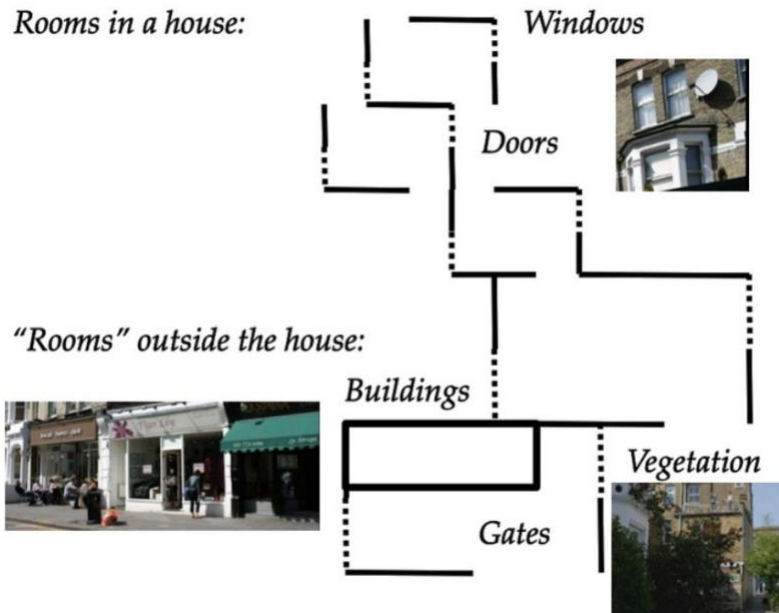 Rooms in a house:
Windows
Doors
“Rooms” outside the house:
Buildings
Vegetation
Gates